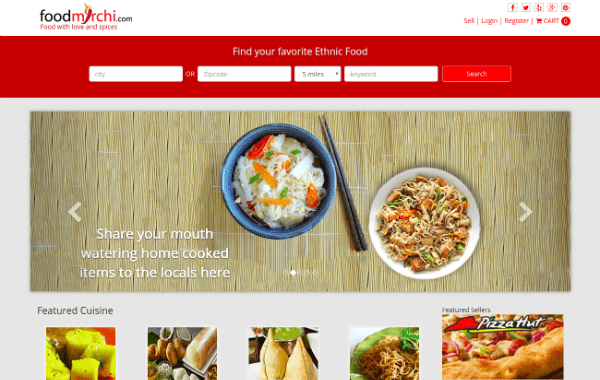 foodmirchi.com
Food with love and spices
Sell | Login | Register | CART 0
Find your favorite Ethnic Food
city OR Zipcode 5 miles keyword Search
Share your mouth
watering home cooked
items to the locals here
Featured Cuisine
Featured Sellers
Pizza Hut